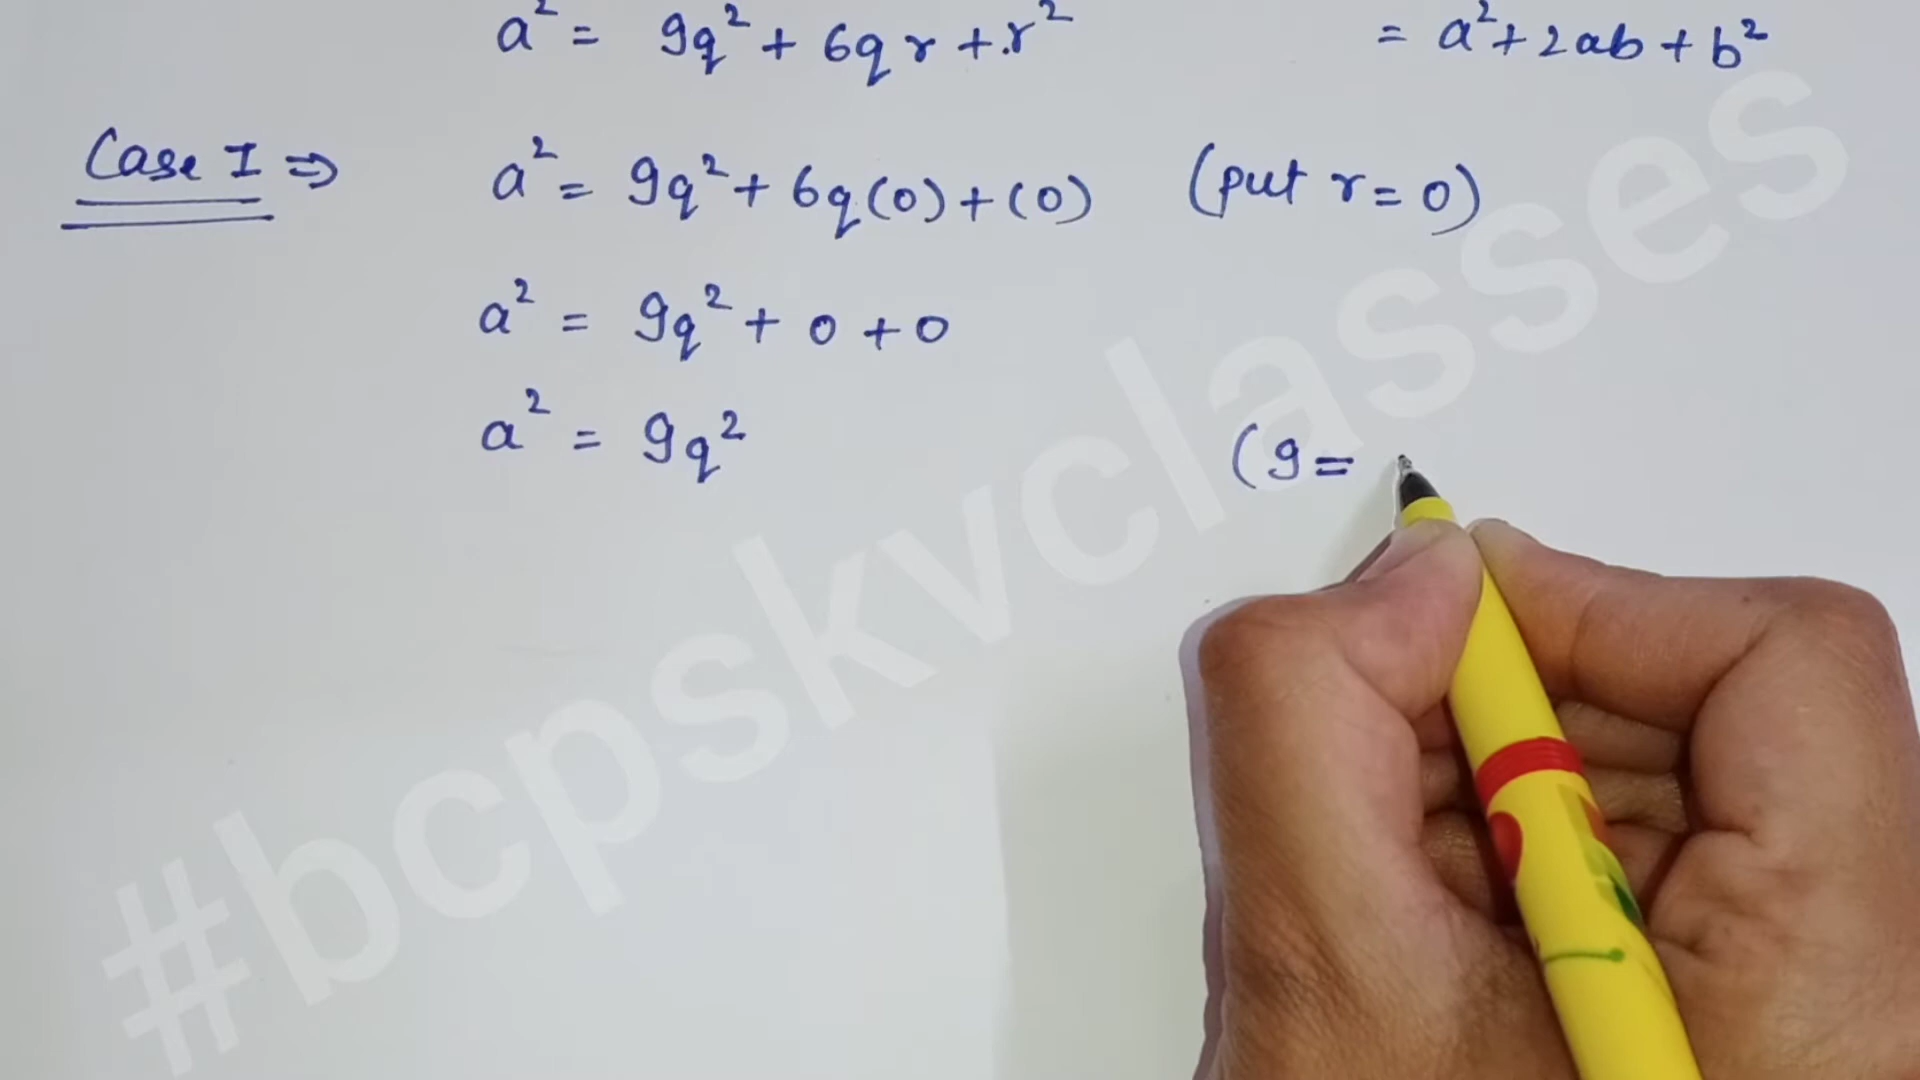 a² = 9q² + 6qr + r² = a² + 2ab + b²
Case I ⇒ a² = 9q² + 6q(0) + (0) (put r = 0)
a² = 9q² + 0 + 0
a² = 9q² (9 =
#bcpskvclasses